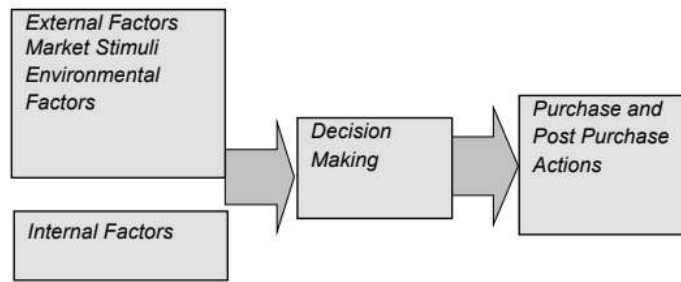 External Factors
Market Stimuli
Environmental
Factors
Internal Factors
Decision
Making
Purchase and
Post Purchase
Actions